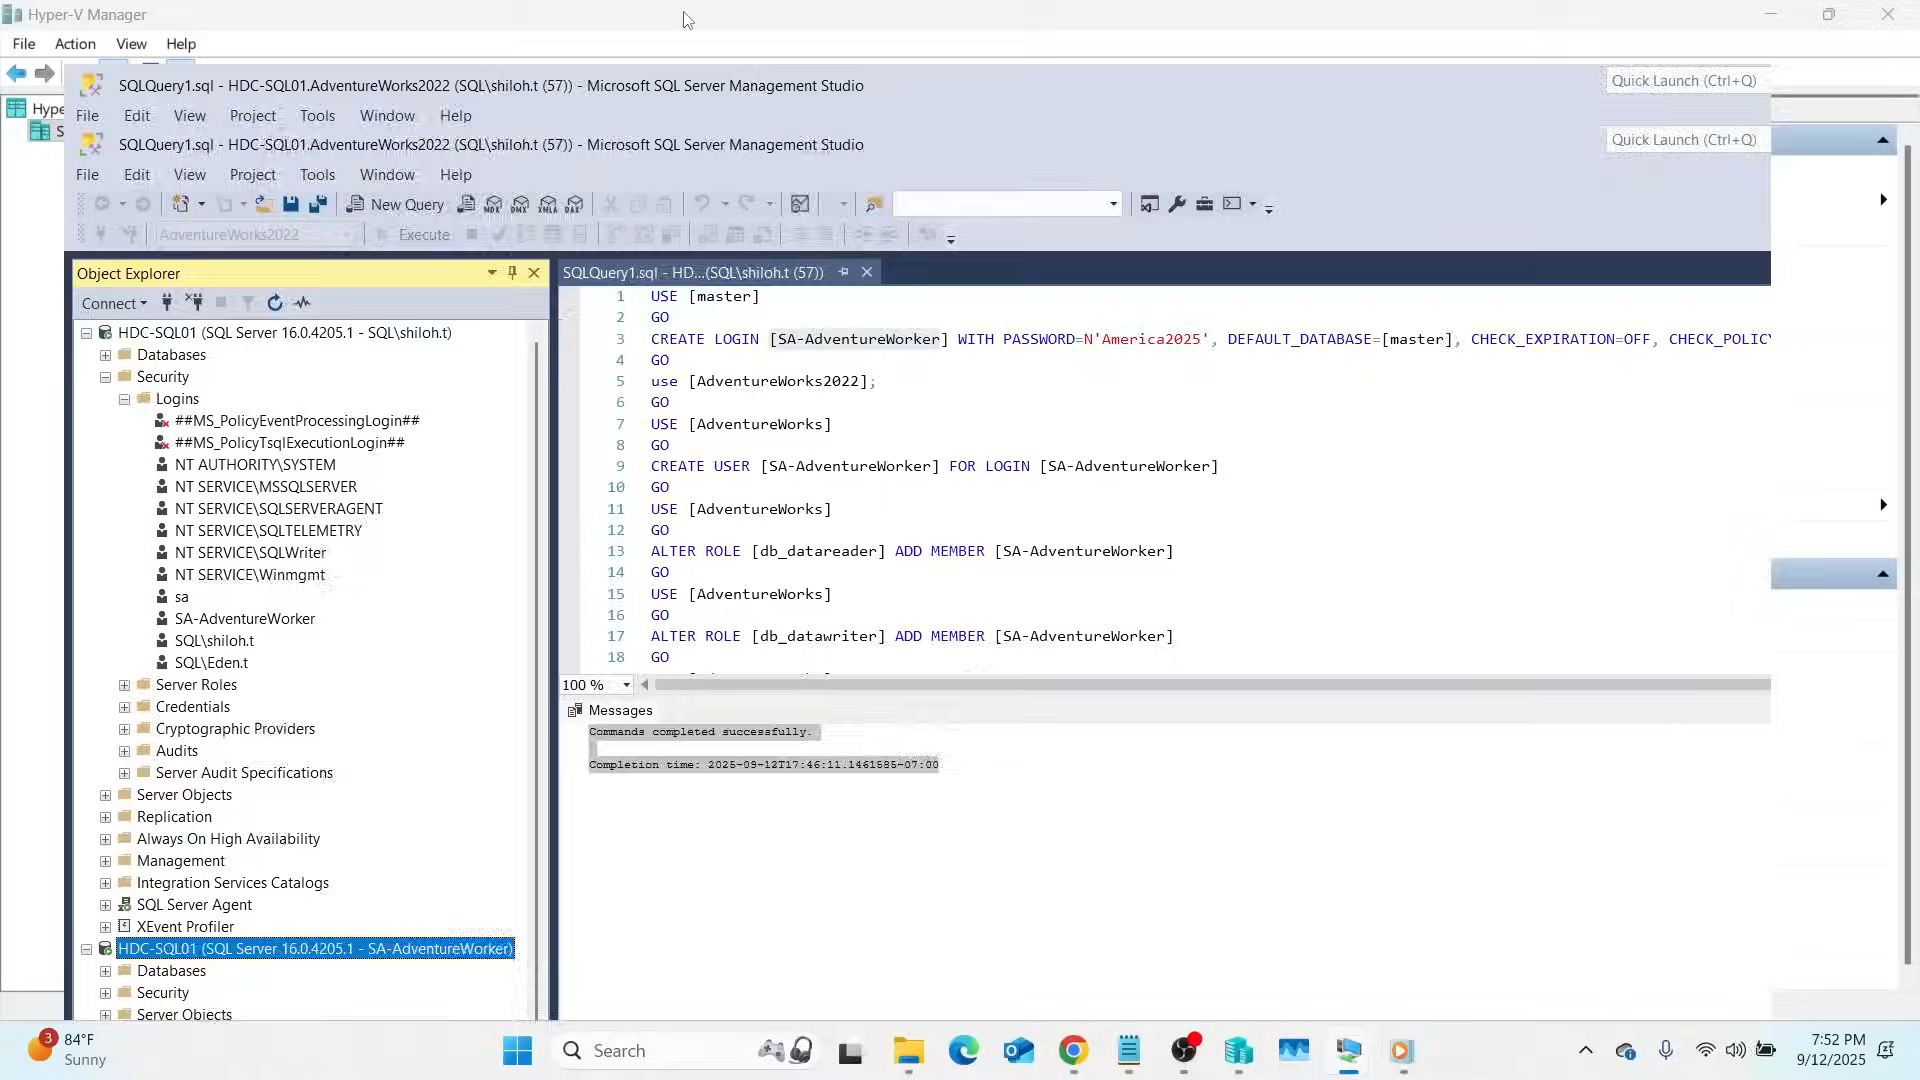 Hyper-V Manager
File Action View Help
Hype
S
SQLQuery1.sql - HDC-SQL01.AdventureWorks2022 (SQL\shiloh.t (57)) - Microsoft SQL Server Management Studio
Quick Launch (Ctrl+Q)
File Edit View Project Tools Window Help
SQLQuery1.sql - HDC-SQL01.AdventureWorks2022 (SQL\shiloh.t (57)) - Microsoft SQL Server Management Studio
Quick Launch (Ctrl+Q)
File Edit View Project Tools Window Help
New Query MDX DMX XMLA DAX
AdventureWorks2022 Execute
Object Explorer
Connect
HDC-SQL01 (SQL Server 16.0.4205.1 - SQL\shiloh.t)
Databases
Security
Logins
##MS_PolicyEventProcessingLogin##
##MS_PolicyTsqlExecutionLogin##
NT AUTHORITY\SYSTEM
NT SERVICE\MSSQLSERVER
NT SERVICE\SQLSERVERAGENT
NT SERVICE\SQLTELEMETRY
NT SERVICE\SQLWriter
NT SERVICE\Winmgmt
sa
SA-AdventureWorker
SQL\shiloh.t
SQL\Eden.t
Server Roles
Credentials
Cryptographic Providers
Audits
Server Audit Specifications
Server Objects
Replication
Always On High Availability
Management
Integration Services Catalogs
SQL Server Agent
XEvent Profiler
HDC-SQL01 (SQL Server 16.0.4205.1 - SA-AdventureWorker)
Databases
Security
Server Objects
SQLQuery1.sql - HD...(SQL\shiloh.t (57))
1 USE [master]
2 GO
3 CREATE LOGIN [SA-AdventureWorker] WITH PASSWORD=N'America2025', DEFAULT_DATABASE=[master], CHECK_EXPIRATION=OFF, CHECK_POLICY
4 GO
5 use [AdventureWorks2022];
6 GO
7 USE [AdventureWorks]
8 GO
9 CREATE USER [SA-AdventureWorker] FOR LOGIN [SA-AdventureWorker]
10 GO
11 USE [AdventureWorks]
12 GO
13 ALTER ROLE [db_datareader] ADD MEMBER [SA-AdventureWorker]
14 GO
15 USE [AdventureWorks]
16 GO
17 ALTER ROLE [db_datawriter] ADD MEMBER [SA-AdventureWorker]
18 GO
100 %
Messages
Commands completed successfully.
Completion time: 2025-09-12T17:46:11.1461585-07:00
3
84°F
Sunny
Search
7:52 PM
9/12/2025